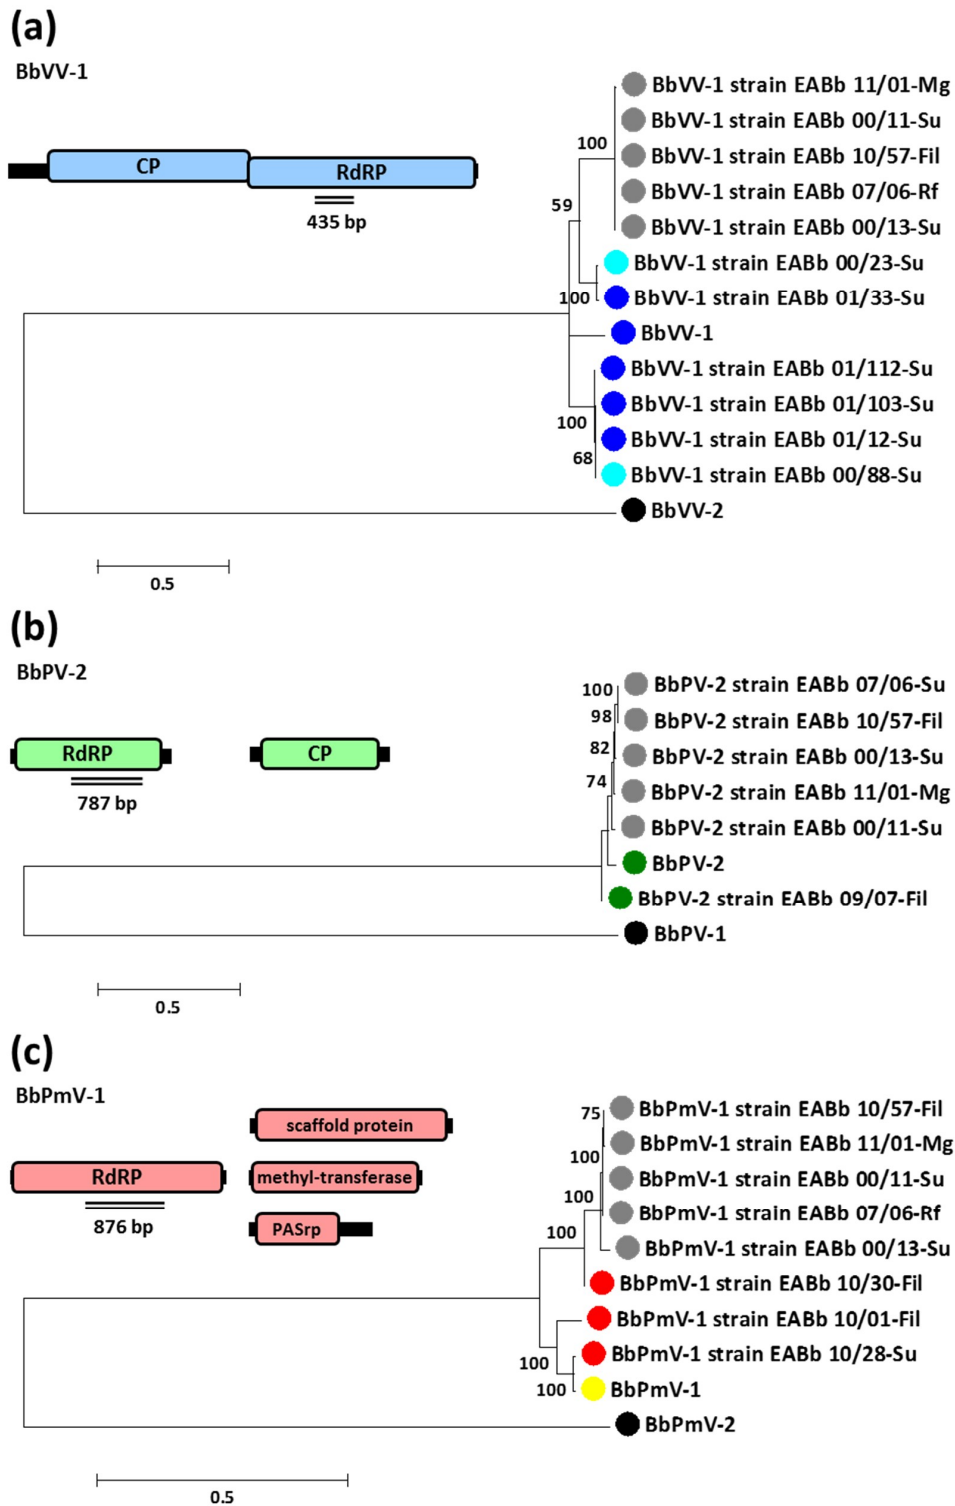 (a)
BbVV-1
CP
RdRP
435 bp
100
59
100
100
68
BbVV-1 strain EABb 11/01-Mg
BbVV-1 strain EABb 00/11-Su
BbVV-1 strain EABb 10/57-Fil
BbVV-1 strain EABb 07/06-Rf
BbVV-1 strain EABb 00/13-Su
BbVV-1 strain EABb 00/23-Su
BbVV-1 strain EABb 01/33-Su
BbVV-1
BbVV-1 strain EABb 01/112-Su
BbVV-1 strain EABb 01/103-Su
BbVV-1 strain EABb 01/12-Su
BbVV-1 strain EABb 00/88-Su
BbVV-2
0.5
(b)
BbPV-2
RdRP
CP
787 bp
100
98
82
74
BbPV-2 strain EABb 07/06-Su
BbPV-2 strain EABb 10/57-Fil
BbPV-2 strain EABb 00/13-Su
BbPV-2 strain EABb 11/01-Mg
BbPV-2 strain EABb 00/11-Su
BbPV-2
BbPV-2 strain EABb 09/07-Fil
BbPV-1
0.5
(c)
BbPmV-1
scaffold protein
RdRP
methyl-transferase
876 bp
PASrp
75
100
100
100
100
100
BbPmV-1 strain EABb 10/57-Fil
BbPmV-1 strain EABb 11/01-Mg
BbPmV-1 strain EABb 00/11-Su
BbPmV-1 strain EABb 07/06-Rf
BbPmV-1 strain EABb 00/13-Su
BbPmV-1 strain EABb 10/30-Fil
BbPmV-1 strain EABb 10/01-Fil
BbPmV-1 strain EABb 10/28-Su
BbPmV-1
BbPmV-2
0.5